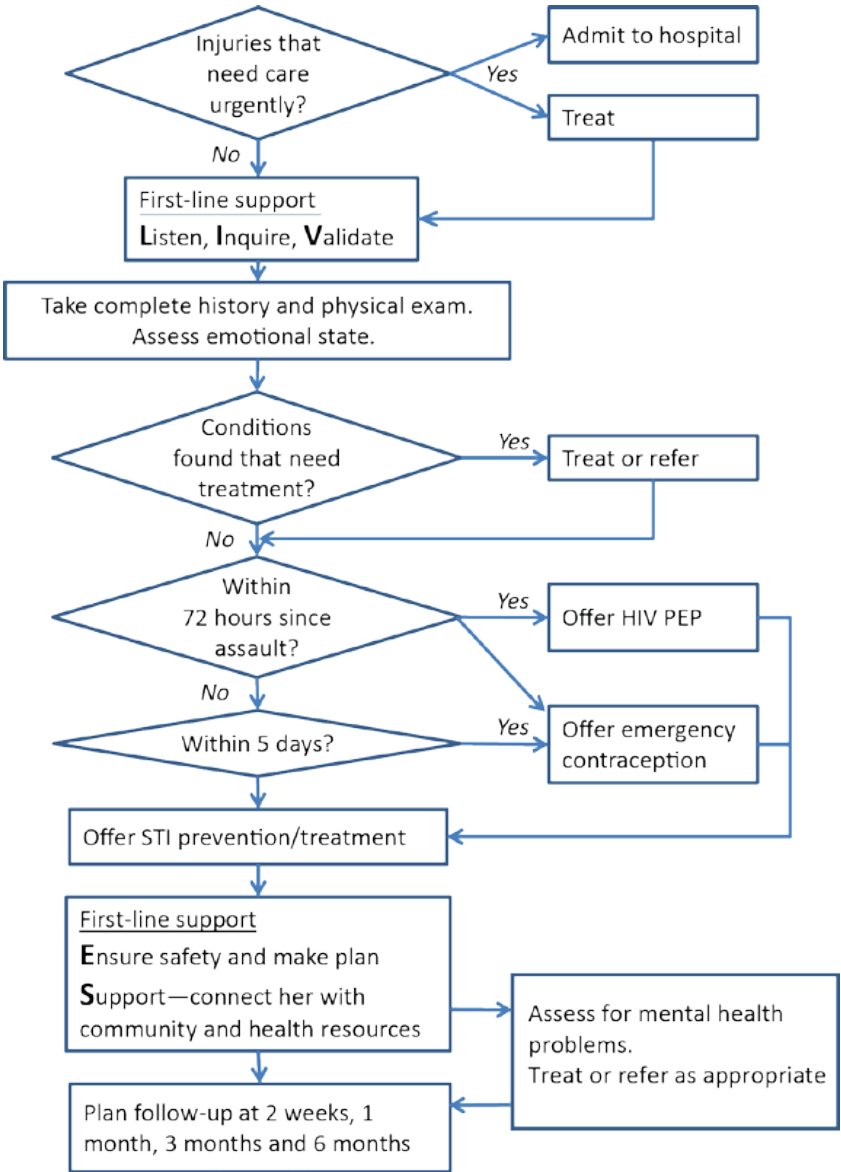 Injuries that
need care
urgently?
Yes
Admit to hospital
Treat
No
First-line support
Listen, Inquire, Validate
Take complete history and physical exam.
Assess emotional state.
Conditions
found that need
treatment?
Yes
Treat or refer
No
Within
72 hours since
assault?
Yes
Offer HIV PEP
No
Within 5 days?
Yes
Offer emergency
contraception
Offer STI prevention/treatment
First-line support
Ensure safety and make plan
Support—connect her with
community and health resources
Assess for mental health
problems.
Treat or refer as appropriate
Plan follow-up at 2 weeks, 1
month, 3 months and 6 months